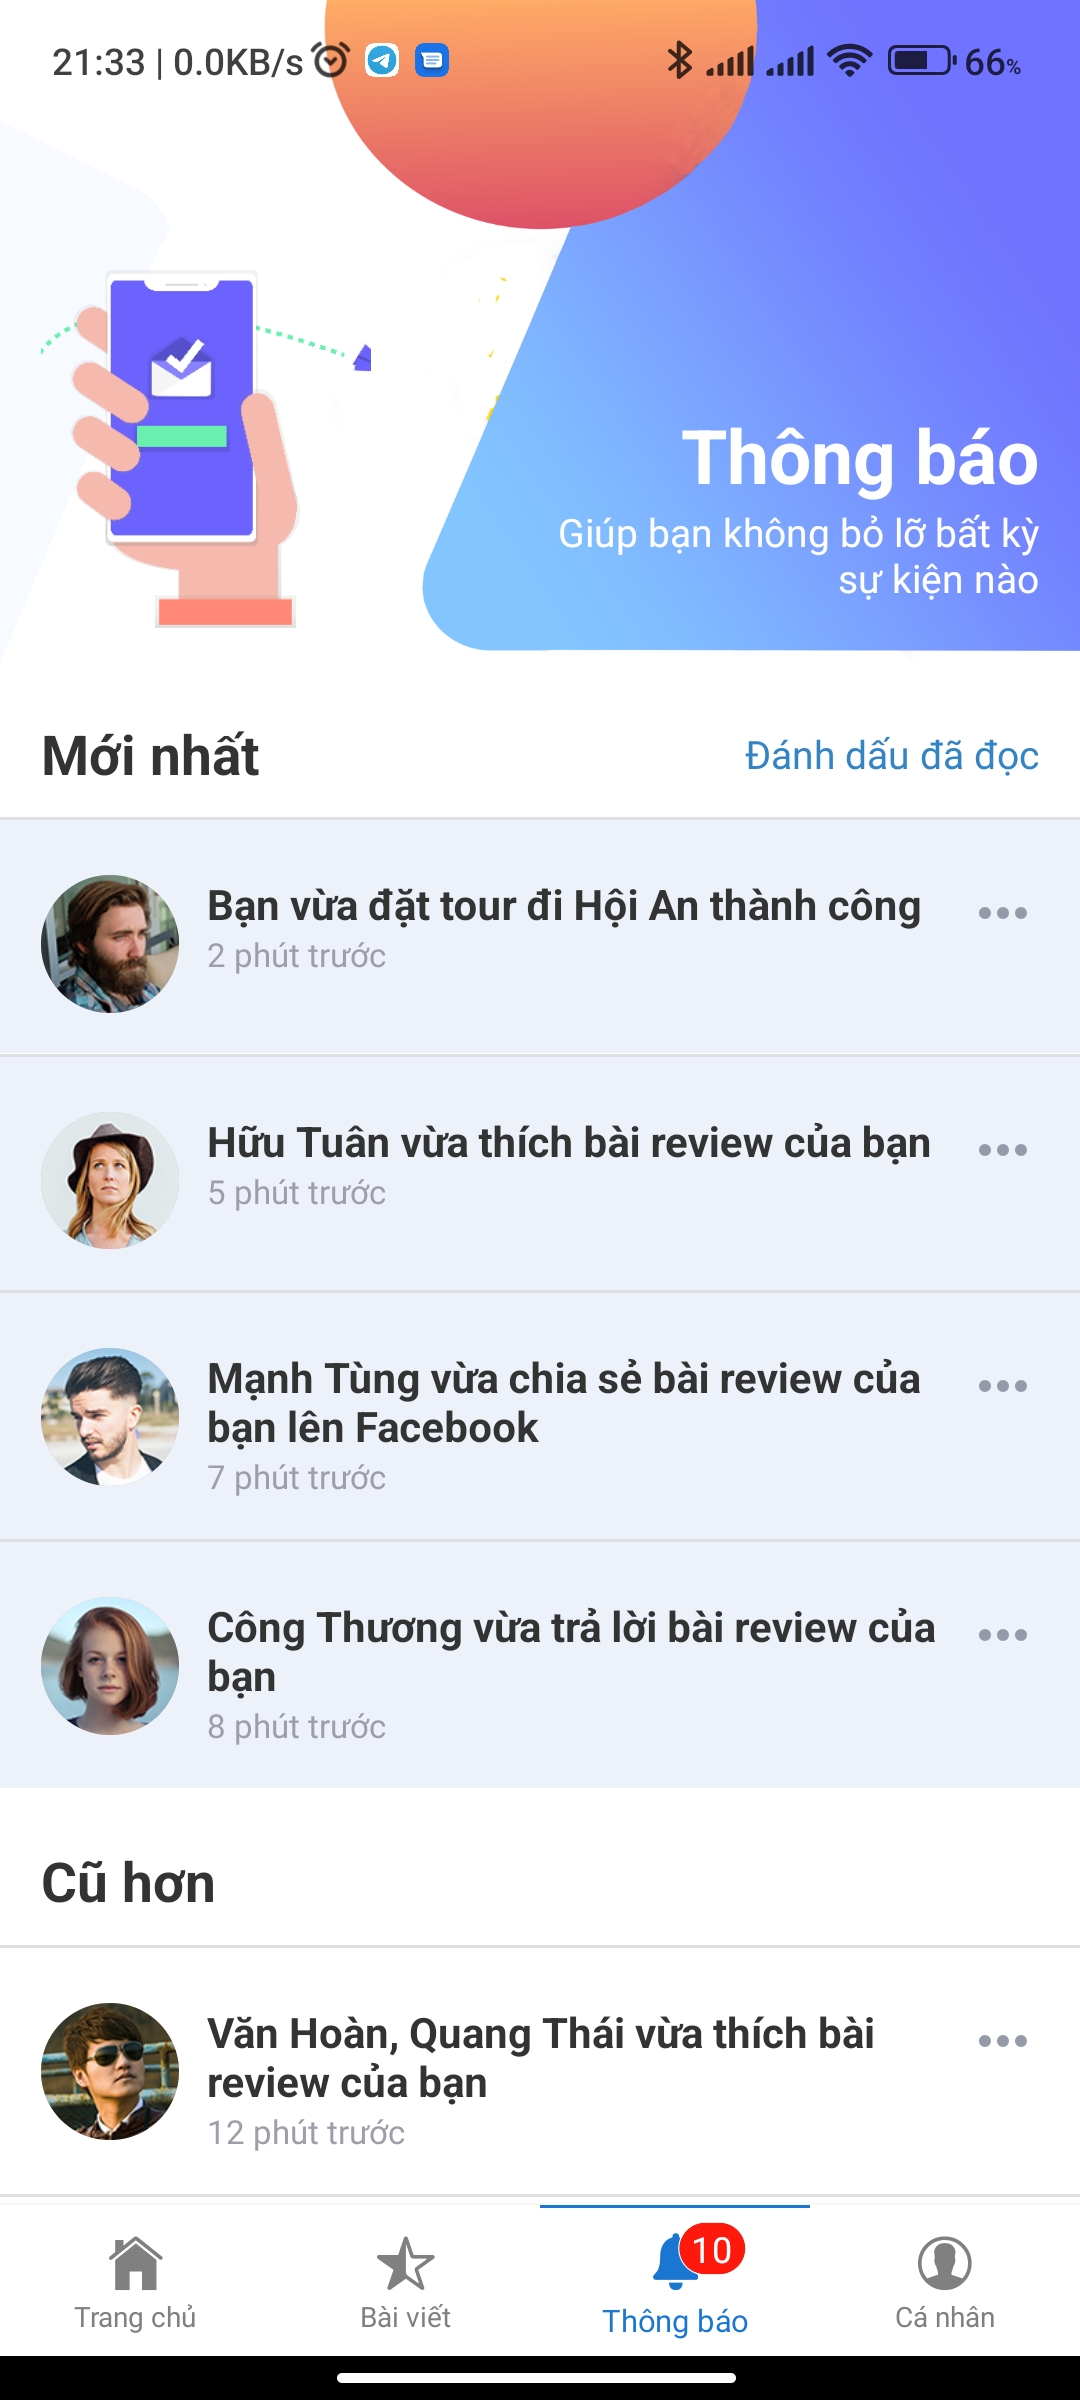 21:33 | 0.0KB/s
66%
Thông báo
Giúp bạn không bỏ lỡ bất kỳ
sự kiện nào
Mới nhất
Đánh dấu đã đọc
Bạn vừa đặt tour đi Hội An thành công
2 phút trước
Hữu Tuân vừa thích bài review của bạn
5 phút trước
Mạnh Tùng vừa chia sẻ bài review của
bạn lên Facebook
7 phút trước
Công Thương vừa trả lời bài review của
bạn
8 phút trước
Cũ hơn
Văn Hoàn, Quang Thái vừa thích bài
review của bạn
12 phút trước
10
Trang chủ
Bài viết
Thông báo
Cá nhân